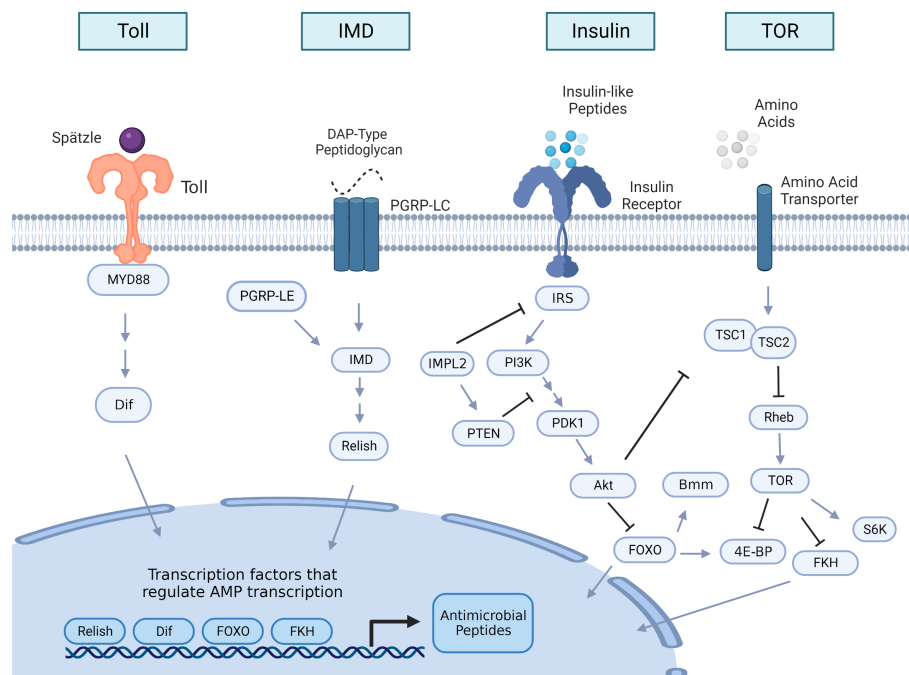 Toll
IMD
Insulin
TOR
Insulin-like
Peptides
Amino
Acids
Spätzle
DAP-Type
Peptidoglycan
Toll
PGRP-LC
Insulin
Receptor
Amino Acid
Transporter
MYD88
PGRP-LE
IRS
TSC1
TSC2
IMD
IMPL2
PI3K
Dif
Rheb
PTEN
PDK1
Relish
Akt
Bmm
TOR
S6K
FOXO
4E-BP
FKH
Transcription factors that
regulate AMP transcription
Relish
Dif
FOXO
FKH
Antimicrobial
Peptides